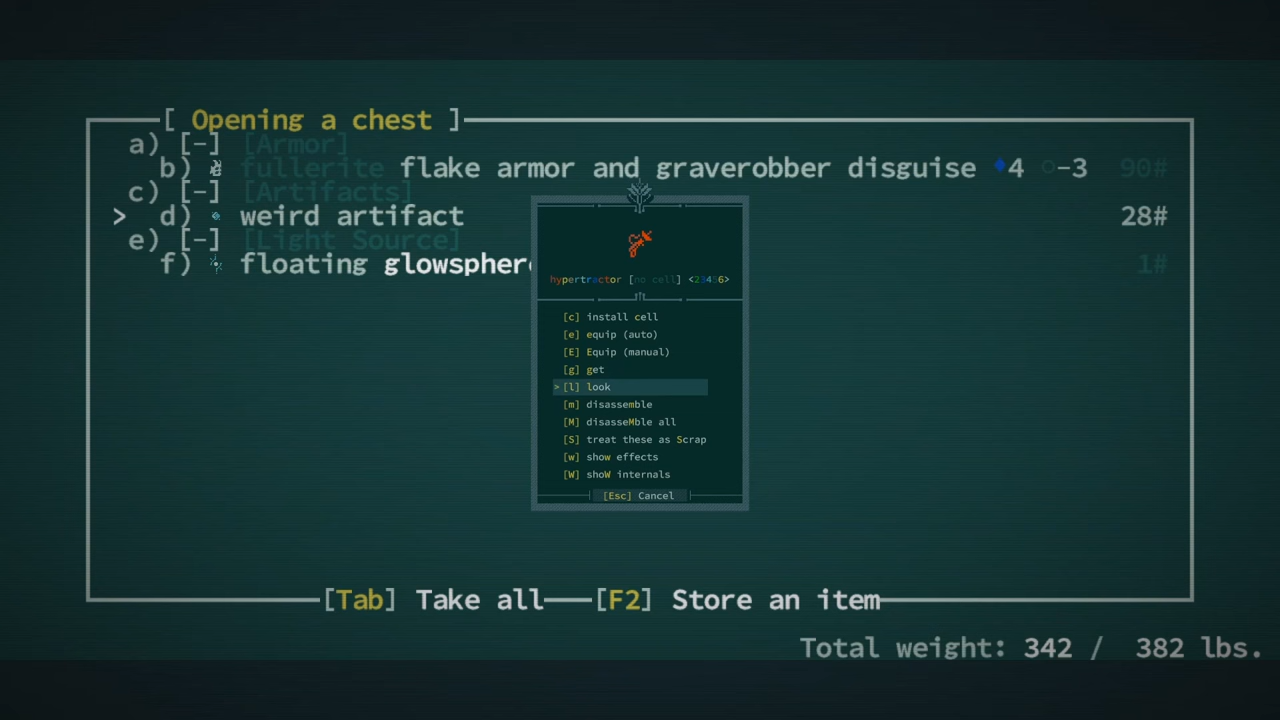 [ Opening a chest ]
a) [-] [Armor]
b) fullerite flake armor and graverobber disguise ♦4 ○-3 90#
c) [-] [Artifacts]
> d) weird artifact 28#
e) [-] [Light Source]
f) floating glowsphere 1#
hypertractor [no cell] <23456>
[c] install cell
[e] equip (auto)
[E] Equip (manual)
[g] get
> [l] look
[m] disassemble
[M] disasseMble all
[S] treat these as Scrap
[w] show effects
[W] shoW internals
[Esc] Cancel
[Tab] Take all [F2] Store an item
Total weight: 342 / 382 lbs.